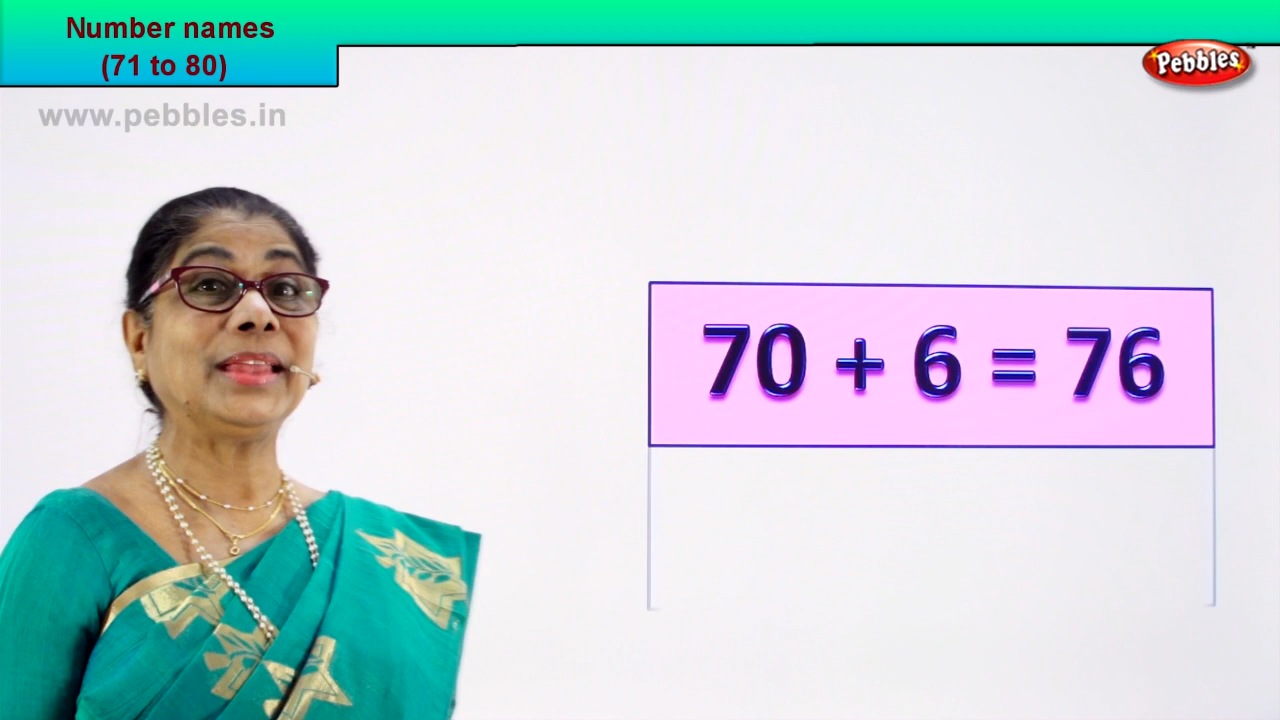 Number names
(71 to 80)
Pebbles
www.pebbles.in
70 + 6 = 76